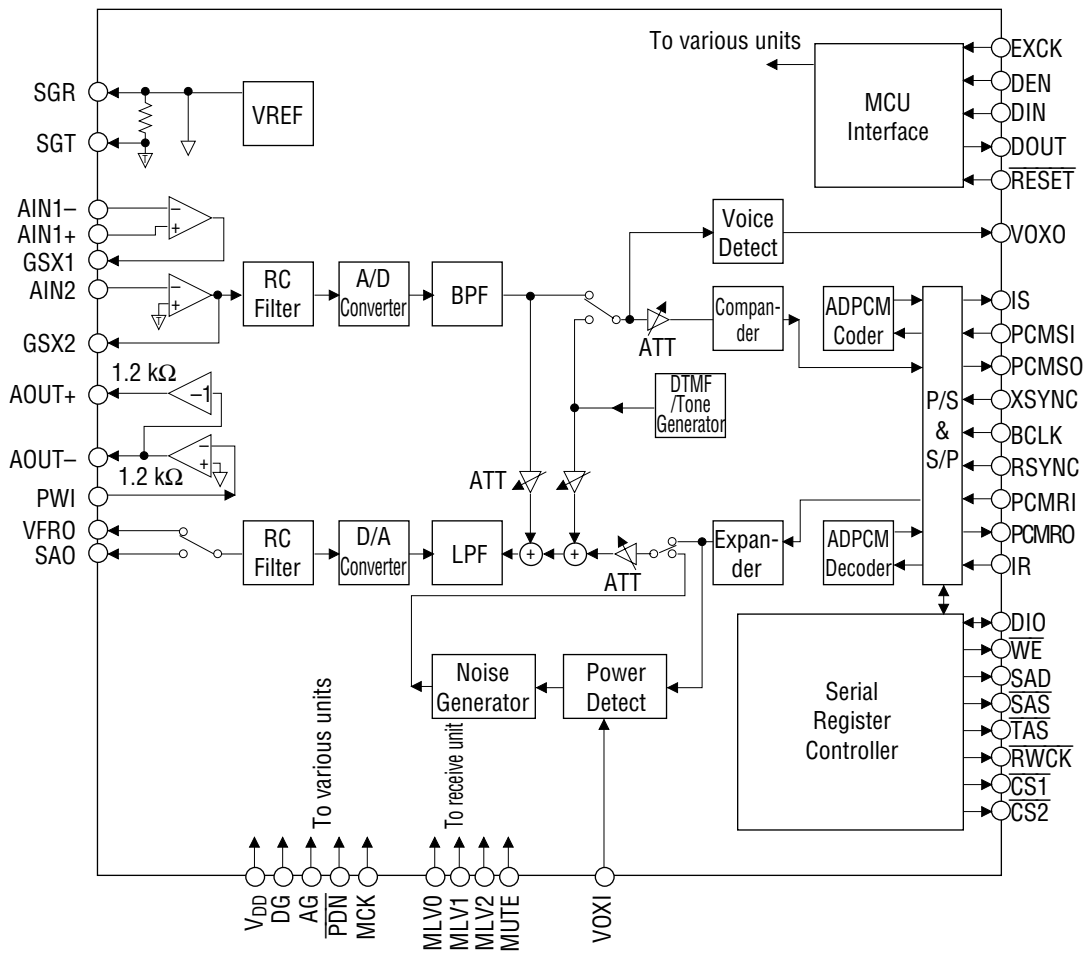 To various units
EXCK
DEN
DIN
DOUT
RESET
MCU
Interface
SGR
SGT
VREF
T
AIN1–
AIN1+
GSX1
AIN2
GSX2
–
+
–
+
RC
Filter
A/D
Converter
BPF
Voice
Detect
VOXO
ATT
Compan-
der
ADPCM
Coder
P/S
&
S/P
IS
PCMSI
PCMSO
XSYNC
BCLK
RSYNC
PCMRI
PCMRO
IR
1.2 kΩ
AOUT+
–1
AOUT–
1.2 kΩ
–
+
PWI
VFRO
SAO
DTMF
/Tone
Generator
ATT
RC
Filter
D/A
Converter
LPF
+
+
ATT
Expan-
der
ADPCM
Decoder
Noise
Generator
Power
Detect
Serial
Register
Controller
DIO
WE
SAD
SAS
TAS
RWCK
CS1
CS2
To various units
To receive unit
VDD
DG
AG
PDN
MCK
MLV0
MLV1
MLV2
MUTE
VOXI